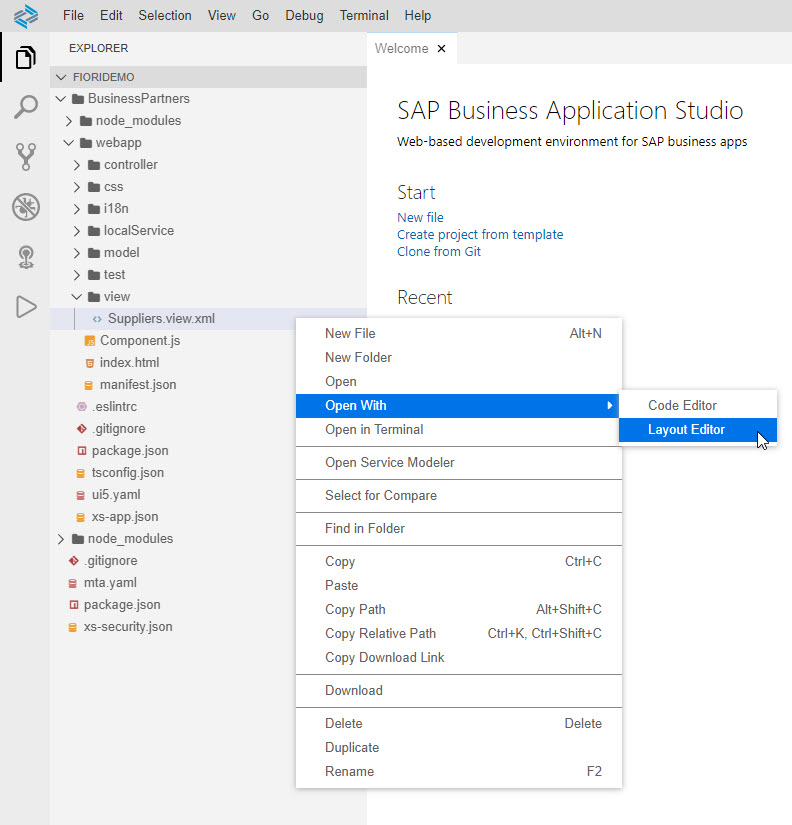 File Edit Selection View Go Debug Terminal Help
EXPLORER
FIORIDEMO
BusinessPartners
node_modules
webapp
controller
css
i18n
localService
model
test
view
Suppliers.view.xml
Component.js
index.html
manifest.json
.eslintrc
.gitignore
package.json
tsconfig.json
ui5.yaml
xs-app.json
node_modules
.gitignore
mta.yaml
package.json
xs-security.json
Welcome
SAP Business Application Studio
Web-based development environment for SAP business apps
Start
New file
Create project from template
Clone from Git
Recent
New File Alt+N
New Folder
Open
Open With
Open in Terminal
Open Service Modeler
Select for Compare
Find in Folder
Copy Ctrl+C
Paste
Copy Path Alt+Shift+C
Copy Relative Path Ctrl+K, Ctrl+Shift+C
Copy Download Link
Download
Delete Delete
Duplicate
Rename F2
Code Editor
Layout Editor